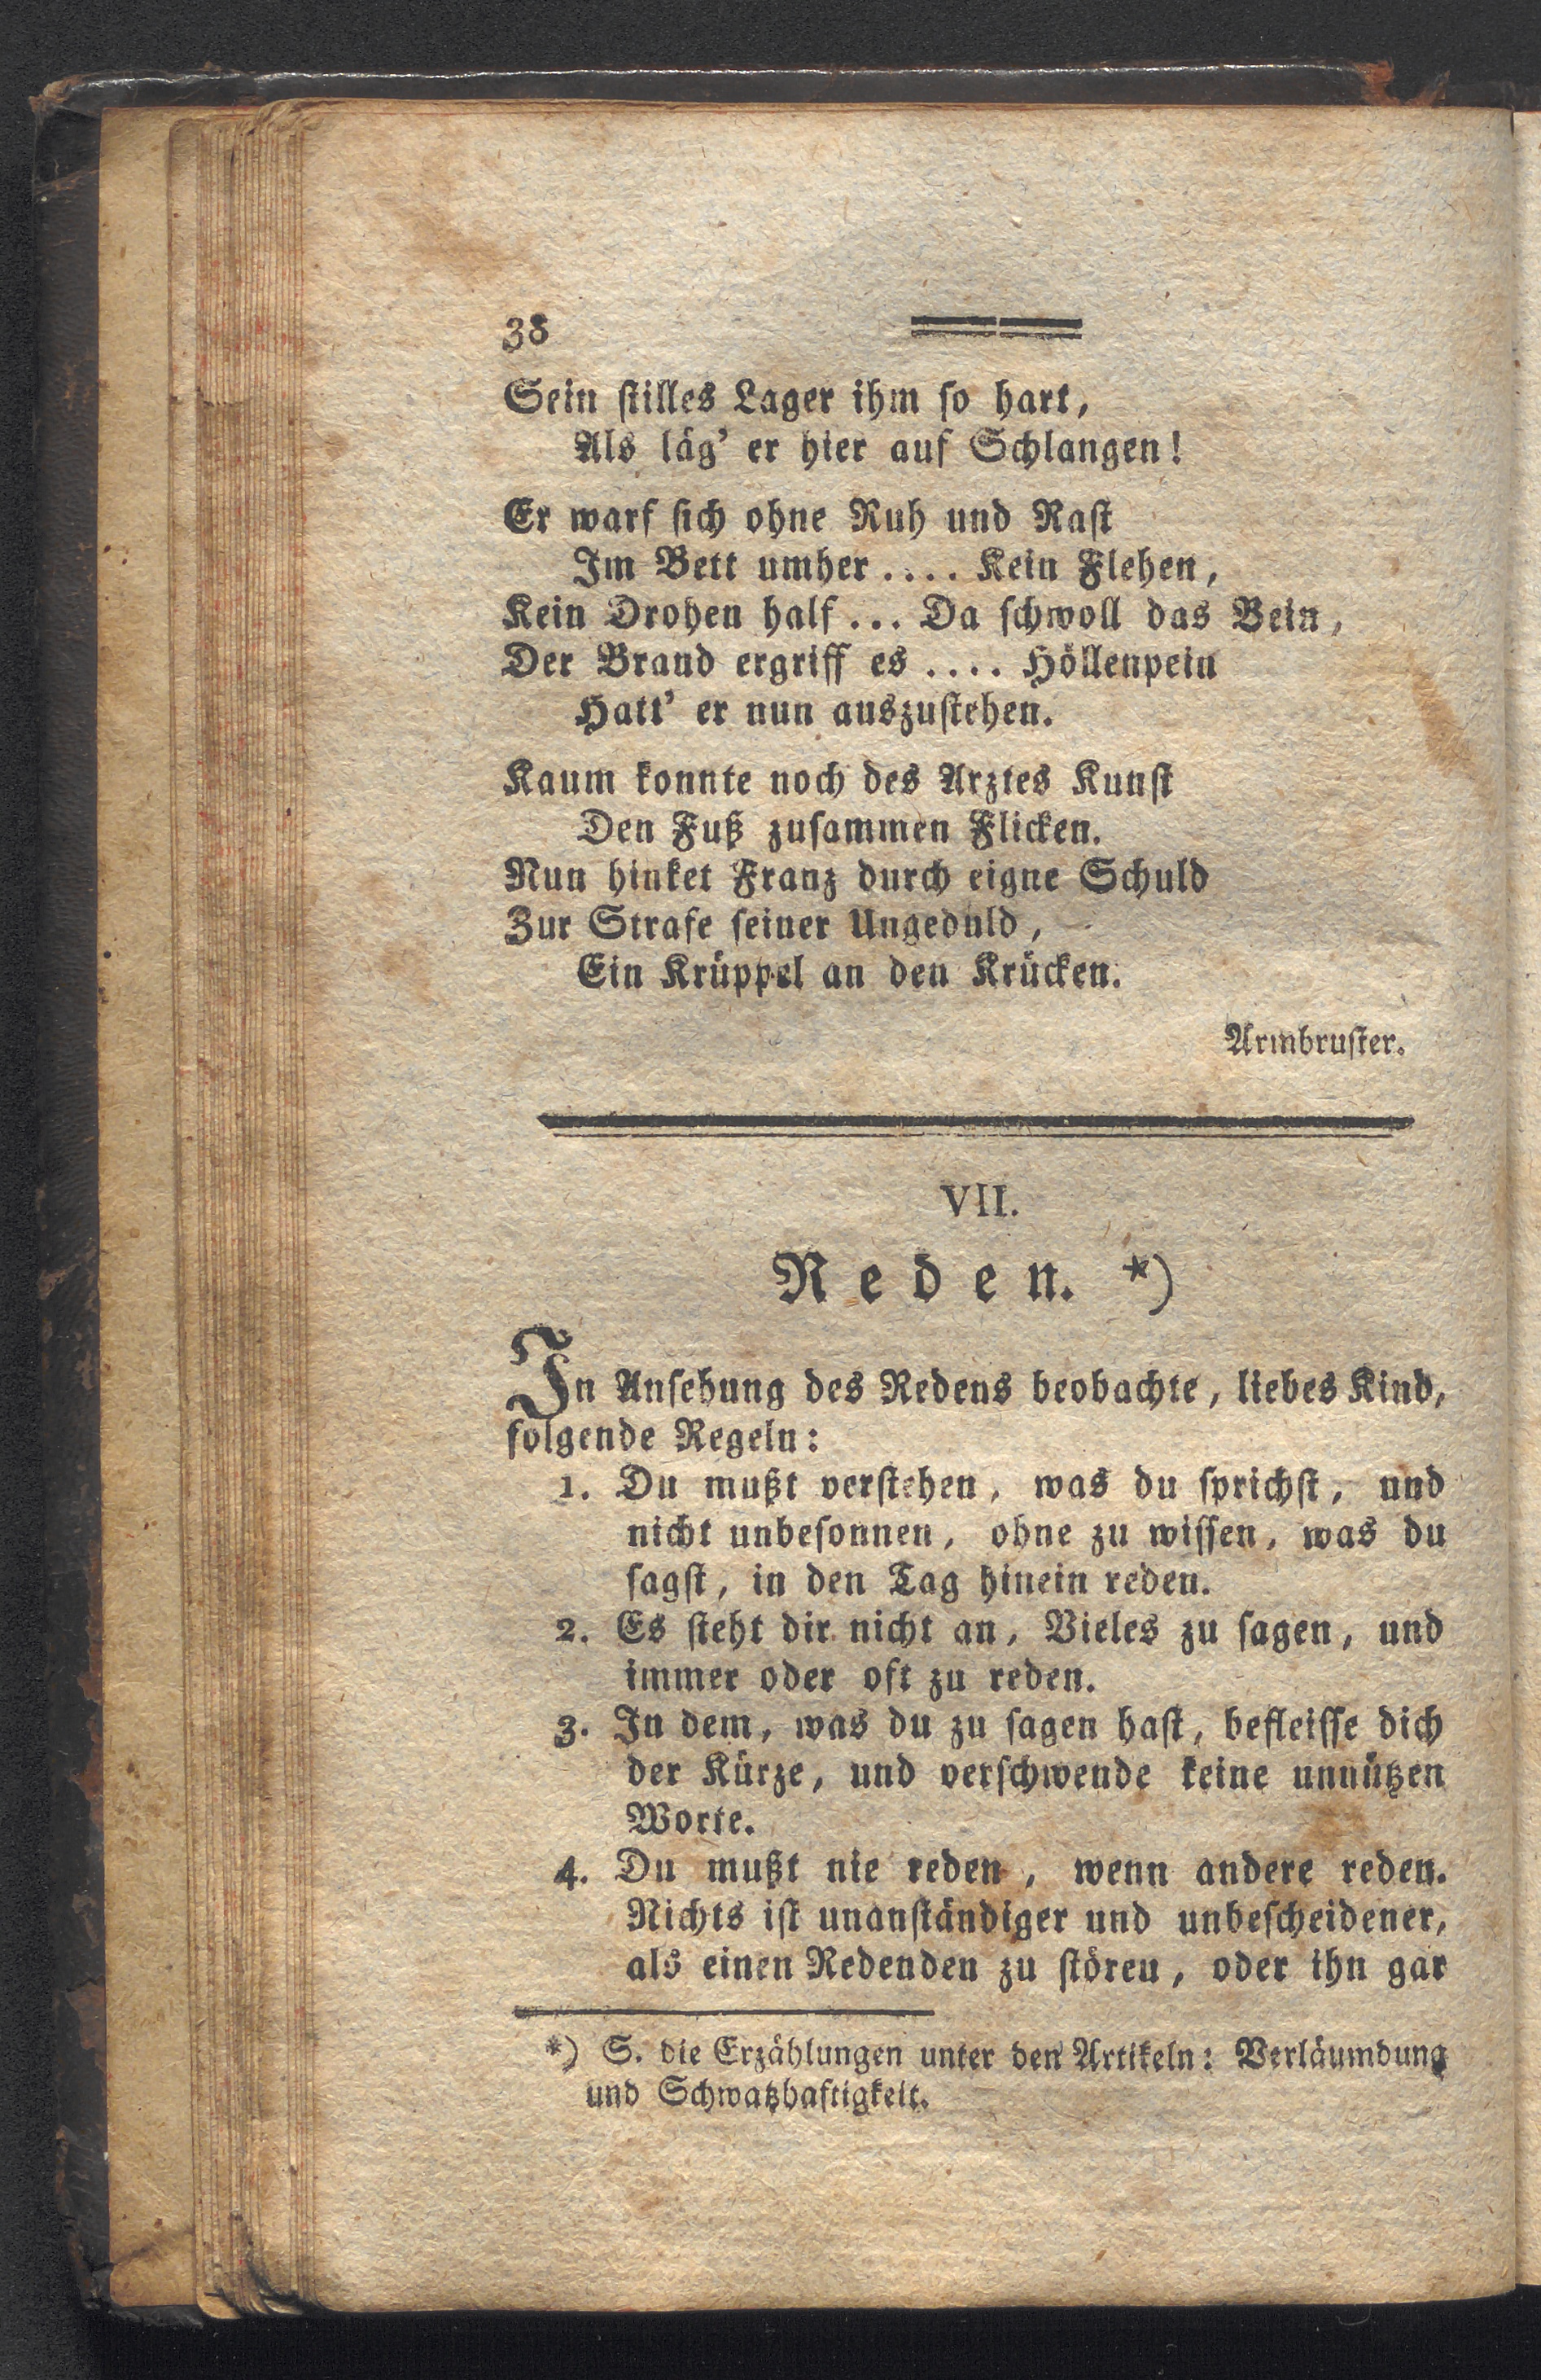 38
Sein stilles Lager ihm so hart,
Als läg' er hier auf Schlangen!
Er warf sich ohne Ruh und Rast
Im Bett umher .... Kein Flehen,
Kein Drohen half ... Da schwoll das Bein,
Der Brand ergriff es .... Höllenpein
Hatt' er nun auszustehen.
Kaum konnte noch des Arztes Kunst
Den Fuß zusammen Flicken.
Nun hinket Franz durch eigne Schuld
Zur Strafe seiner Ungeduld,
Ein Krüppel an den Krücken.
Armbruster.
VII.
Reden. *)
In Ansehung des Redens beobachte, liebes Kind,
folgende Regeln:
1. Du mußt verstehen, was du sprichst, und
nicht unbesonnen, ohne zu wissen, was du
sagst, in den Tag hinein reden.
2. Es steht dir nicht an, Vieles zu sagen, und
immer oder oft zu reden.
3. In dem, was du zu sagen hast, befleisse dich
der Kürze, und verschwende keine unnützen
Worte.
4. Du mußt nie reden, wenn andere reden.
Nichts ist unanständiger und unbescheidener,
als einen Redenden zu stören, oder ihn gar
*) S. die Erzählungen unter den Artikeln: Verläumdung
und Schwatzhaftigkeit.